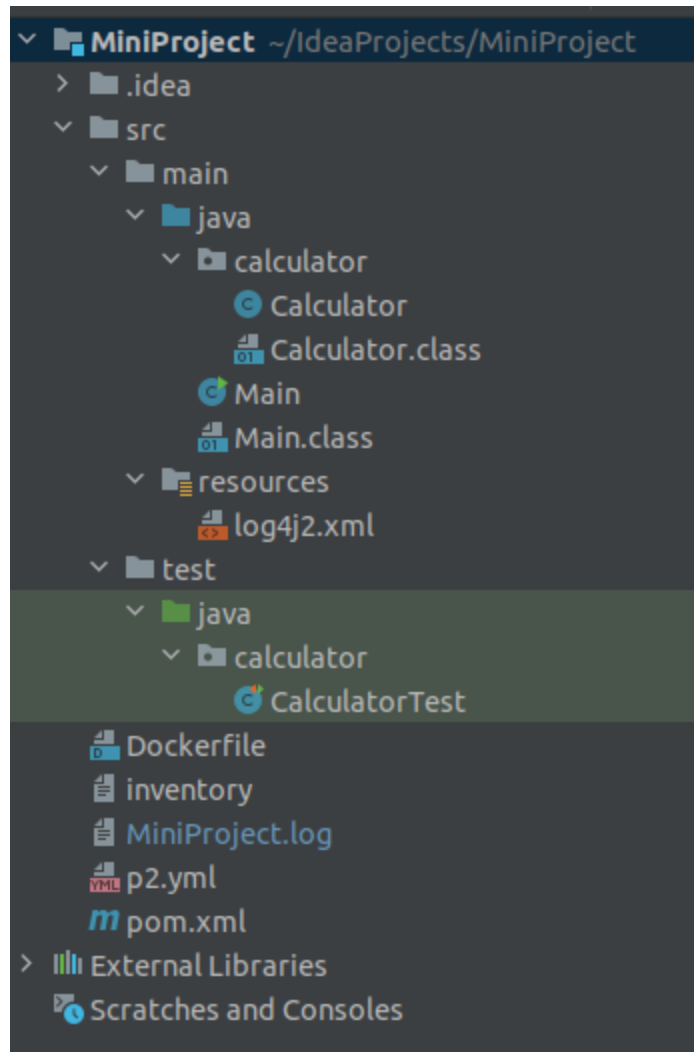 MiniProject ~/IdeaProjects/MiniProject
.idea
src
main
java
calculator
Calculator
Calculator.class
Main
Main.class
resources
log4j2.xml
test
java
calculator
CalculatorTest
Dockerfile
inventory
MiniProject.log
p2.yml
pom.xml
External Libraries
Scratches and Consoles